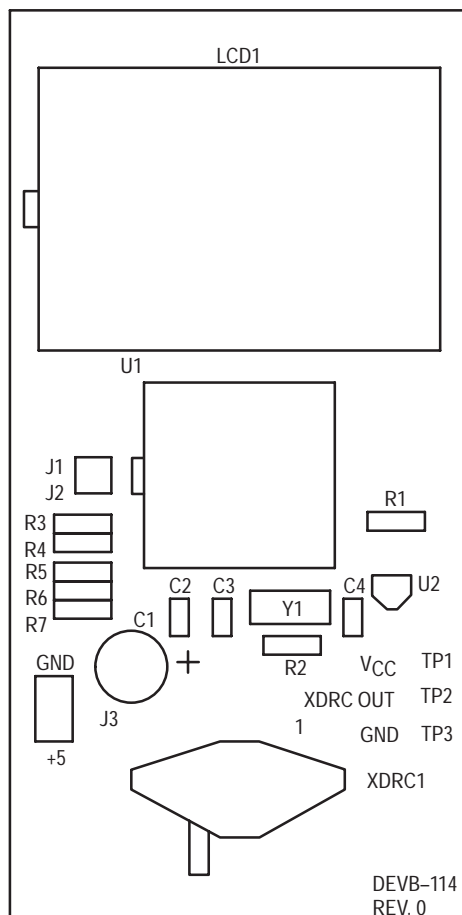 LCD1
U1
J1
J2
R1
R3
R4
R5
R6
R7
C2
C3
C4
U2
Y1
C1
R2
VCC TP1
GND
XDRC OUT TP2
J3
1
GND TP3
+5
XDRC1
DEVB–114
REV. 0